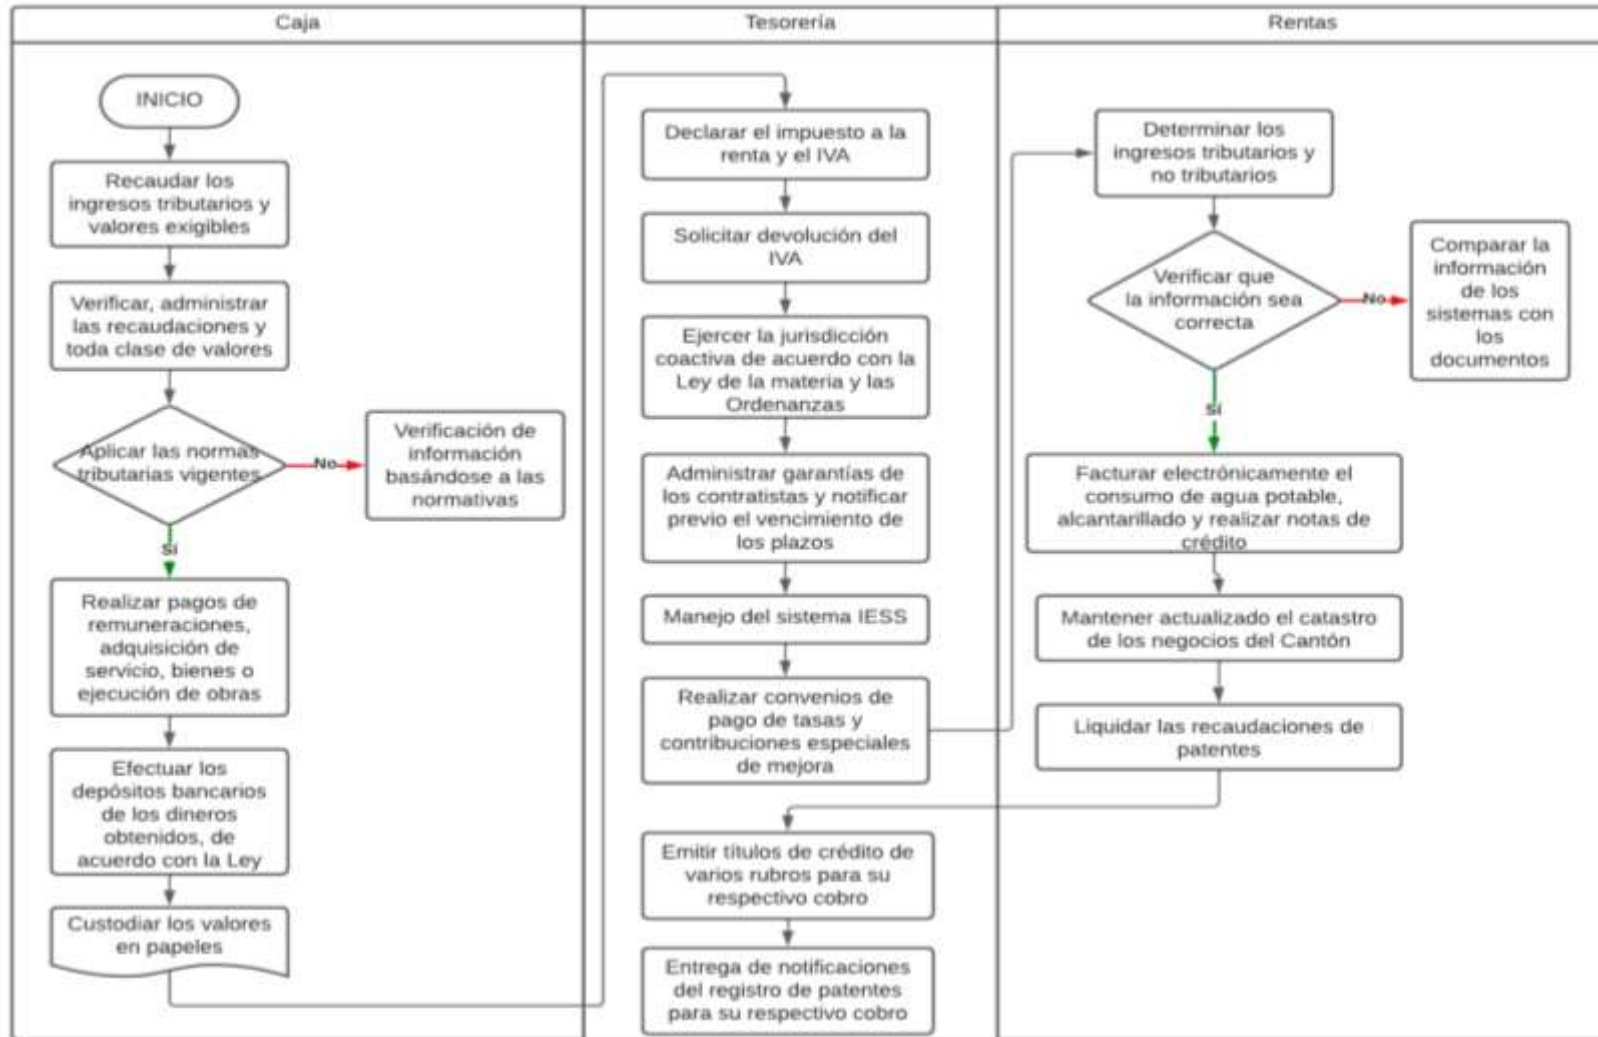 Caja
Tesorería
Rentas
INICIO
Recaudar los
ingresos tributarios y
valores exigibles
Verificar, administrar
las recaudaciones y
toda clase de valores
Aplicar las normas
tributarias vigentes
No
Verificación de
información
basándose a las
normativas
Sí
Realizar pagos de
remuneraciones,
adquisición de
servicio, bienes o
ejecución de obras
Efectuar los
depósitos bancarios
de los dineros
obtenidos, de
acuerdo con la Ley
Custodiar los valores
en papeles
Declarar el impuesto a la
renta y el IVA
Solicitar devolución del
IVA
Ejercer la jurisdicción
coactiva de acuerdo con la
Ley de la materia y las
Ordenanzas
Administrar garantías de
los contratistas y notificar
previo el vencimiento de
los plazos
Manejo del sistema IESS
Realizar convenios de
pago de tasas y
contribuciones especiales
de mejora
Emitir títulos de crédito de
varios rubros para su
respectivo cobro
Entrega de notificaciones
del registro de patentes
para su respectivo cobro
Determinar los
ingresos tributarios y
no tributarios
Verificar que
la información sea
correcta
No
Comparar la
información
de los
sistemas con
los
documentos
Sí
Facturar electrónicamente el
consumo de agua potable,
alcantarillado y realizar notas de
crédito
Mantener actualizado el catastro
de los negocios del Cantón
Liquidar las recaudaciones de
patentes